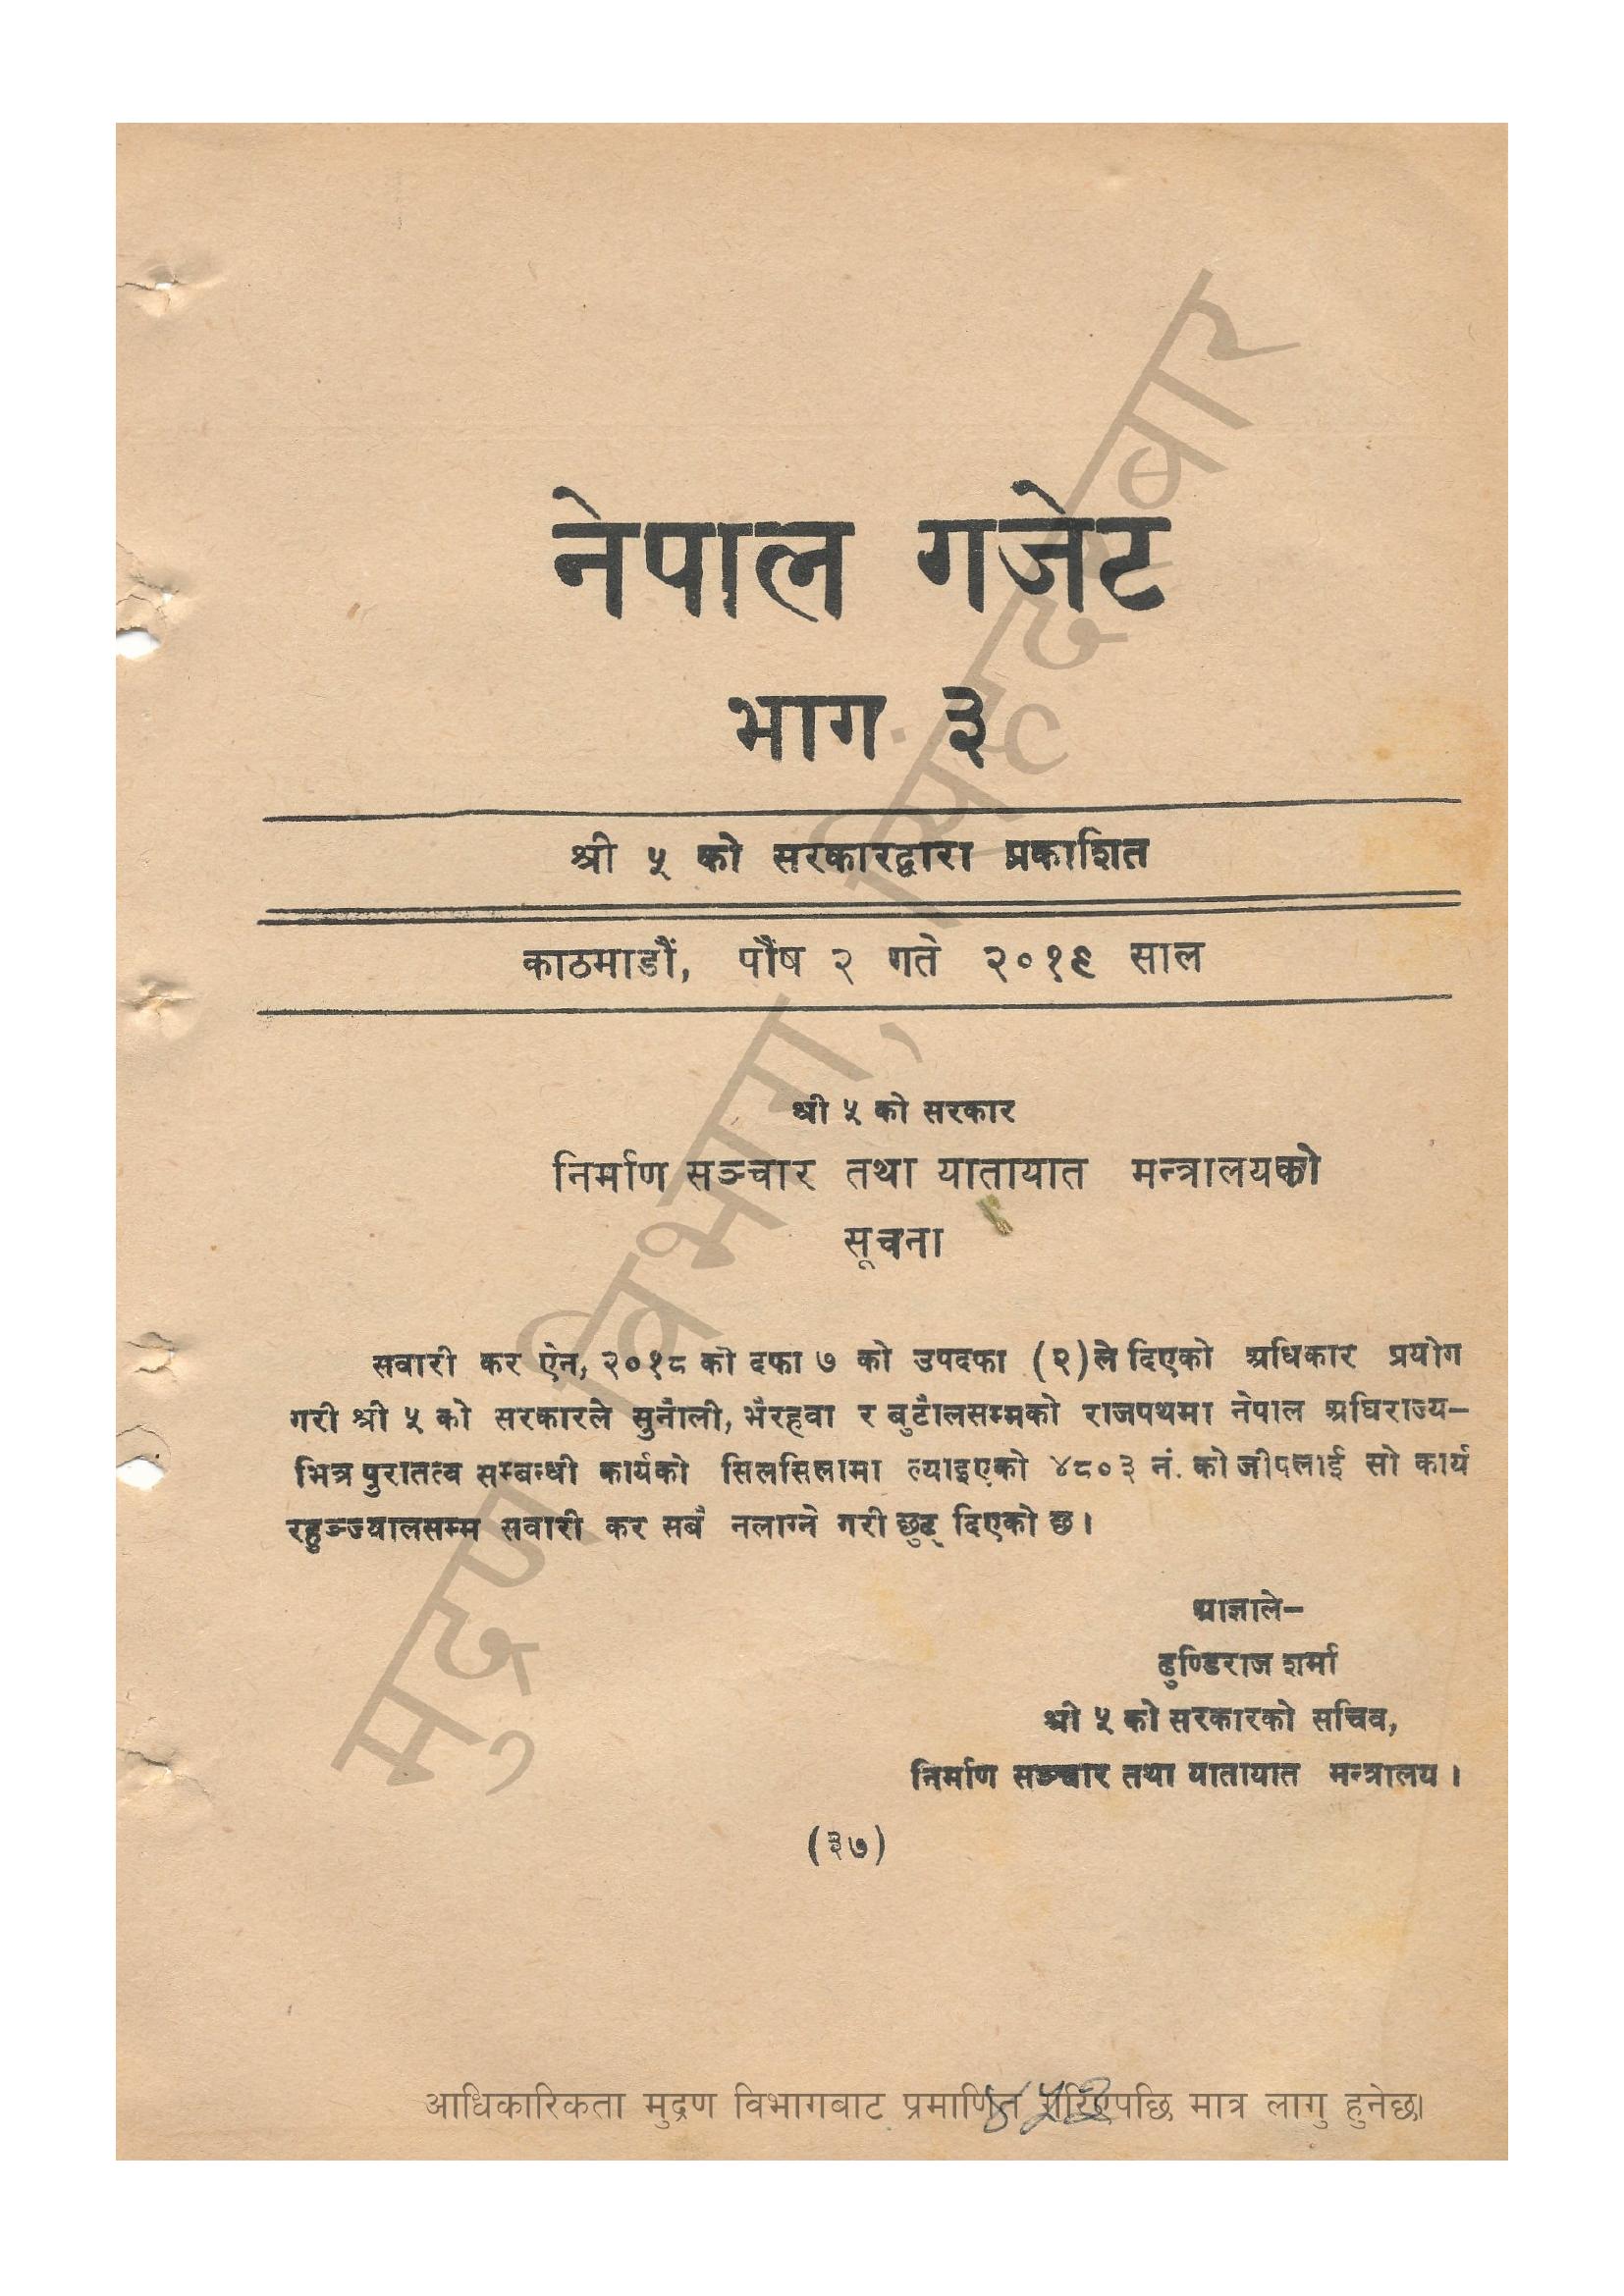 नेपाल गजेट
भाग ३
श्री ५ को सरकारद्वारा प्रकाशित
काठमाडौं, पौष २ गते २०१९ साल
श्री ५ को सरकार
निर्माण सञ्चार तथा यातायात मन्त्रालयको
सूचना
सवारी कर ऐन, २०१८ को दफा ७ को उपदफा (२)ले दिएको अधिकार प्रयोग
गरी श्री ५ को सरकारले सुनौली, भैरहवा र बुटौलसम्मको राजपथमा नेपाल अधिराज्य–
भित्र पुरातत्व सम्बन्धी कार्यको सिलसिलामा ल्याइएको ४८०३ नं. को जीपलाई सो कार्य
रहुञ्ज्यालसम्म सवारी कर सबै नलाग्ने गरी छुट् दिएको छ।
आज्ञाले–
ढुण्डिराज शर्मा
श्री ५ को सरकारको सचिव,
निर्माण सञ्चार तथा यातायात मन्त्रालय।
(३७)
मुद्रण विभाग, सिंहदरबार
आधिकारिकता मुद्रण विभागबाट प्रमाणित गरिएपछि मात्र लागु हुनेछ।